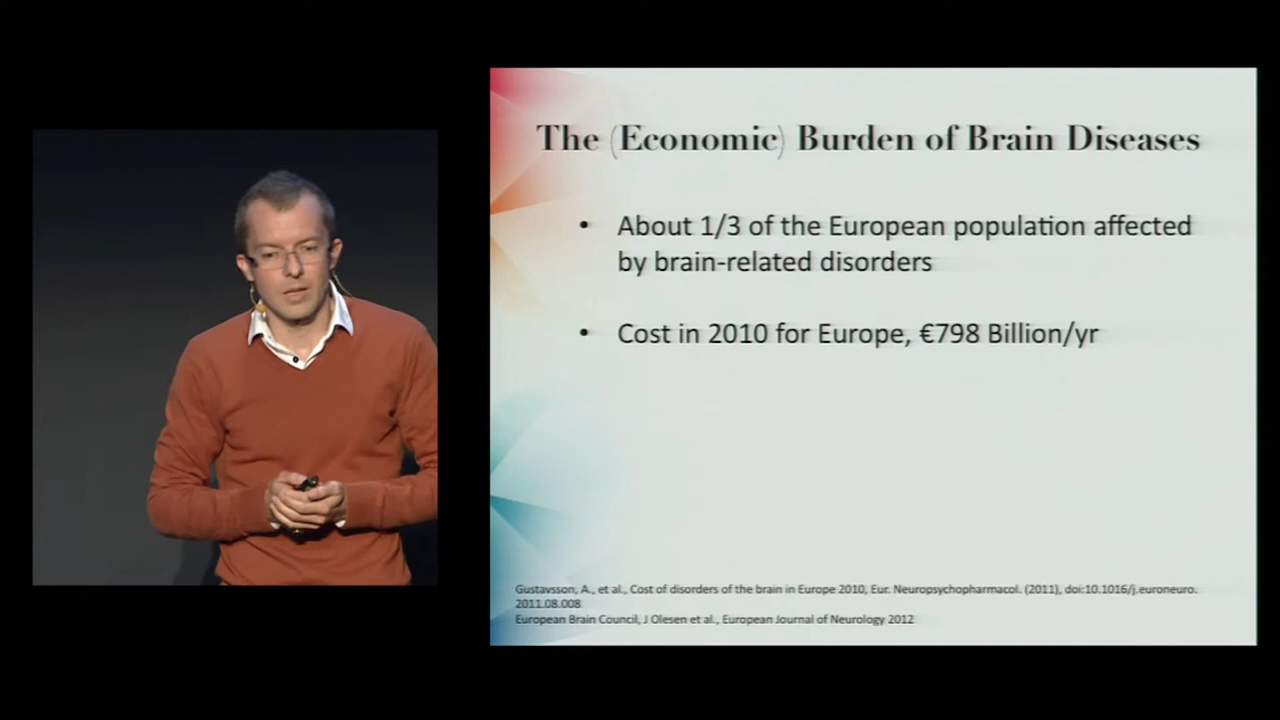 The (Economic) Burden of Brain Diseases
• About 1/3 of the European population affected
by brain-related disorders
• Cost in 2010 for Europe, €798 Billion/yr
Gustavsson, A., et al., Cost of disorders of the brain in Europe 2010, Eur. Neuropsychopharmacol. (2011), doi:10.1016/j.euroneuro.
2011.08.008
European Brain Council, J Olesen et al., European Journal of Neurology 2012